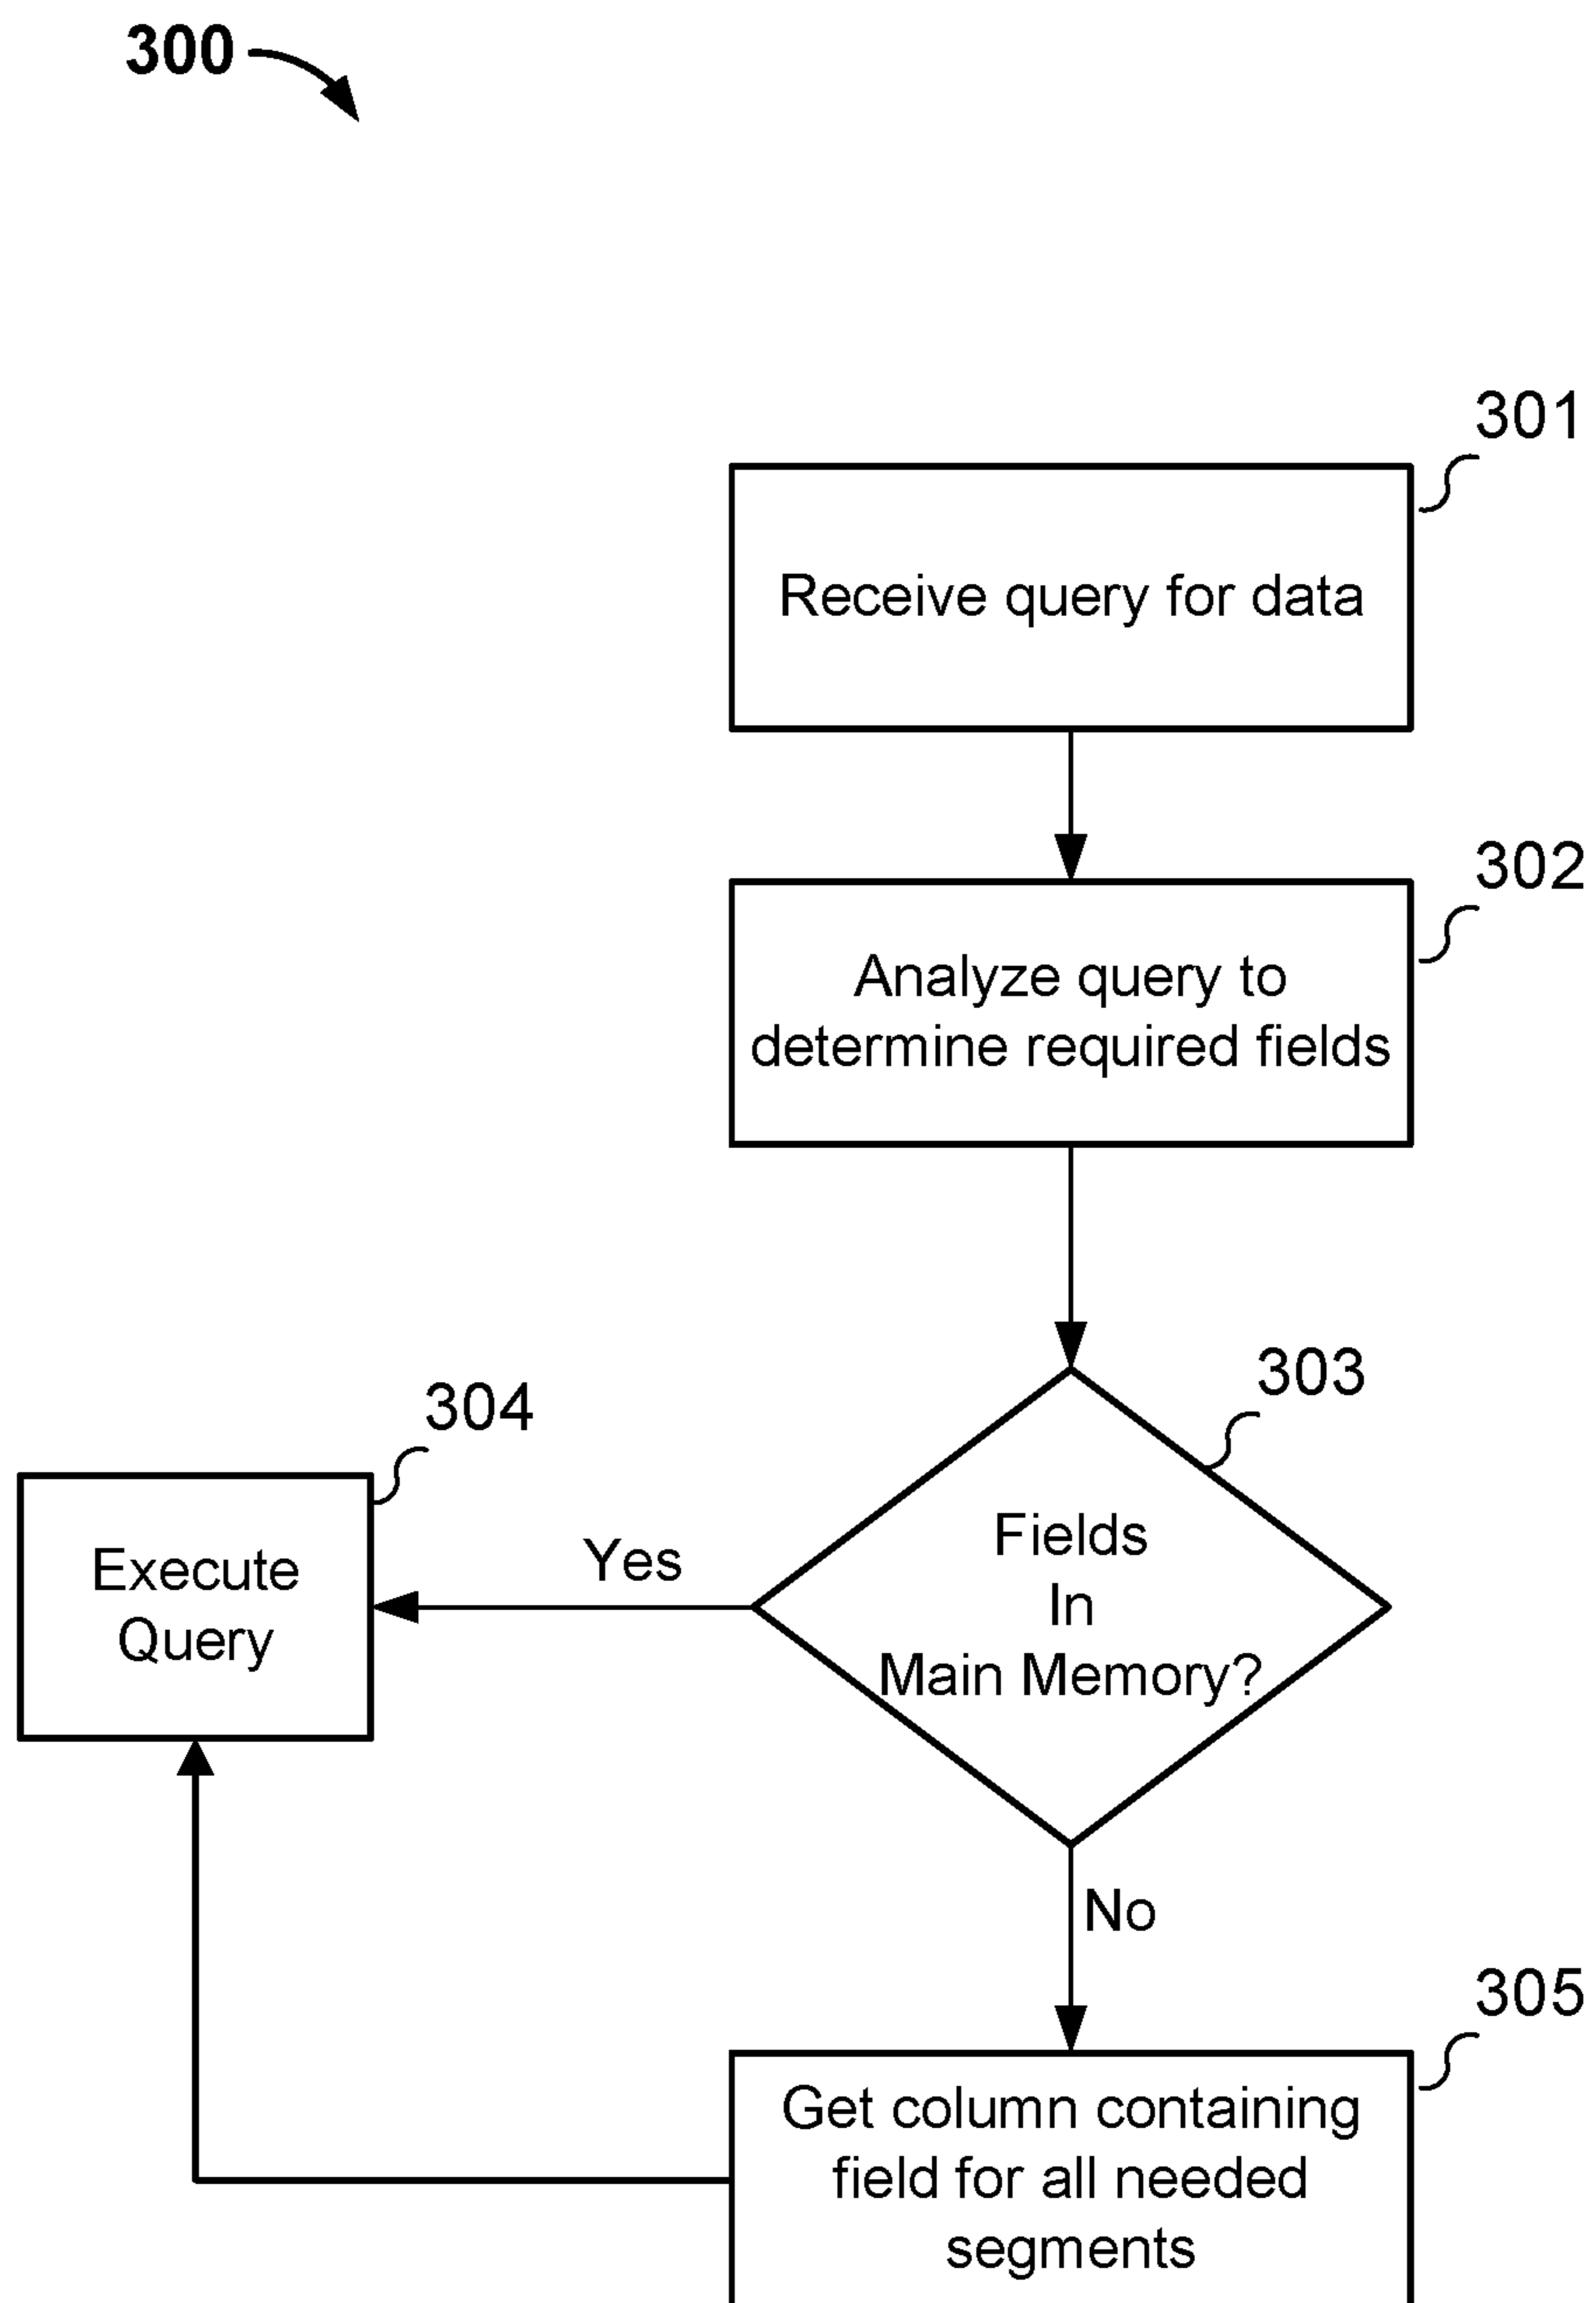 300
301
Receive query for data
302
Analyze query to
determine required fields
303
304
Fields
In
Main Memory?
Yes
Execute
Query
No
305
Get column containing
field for all needed
segments